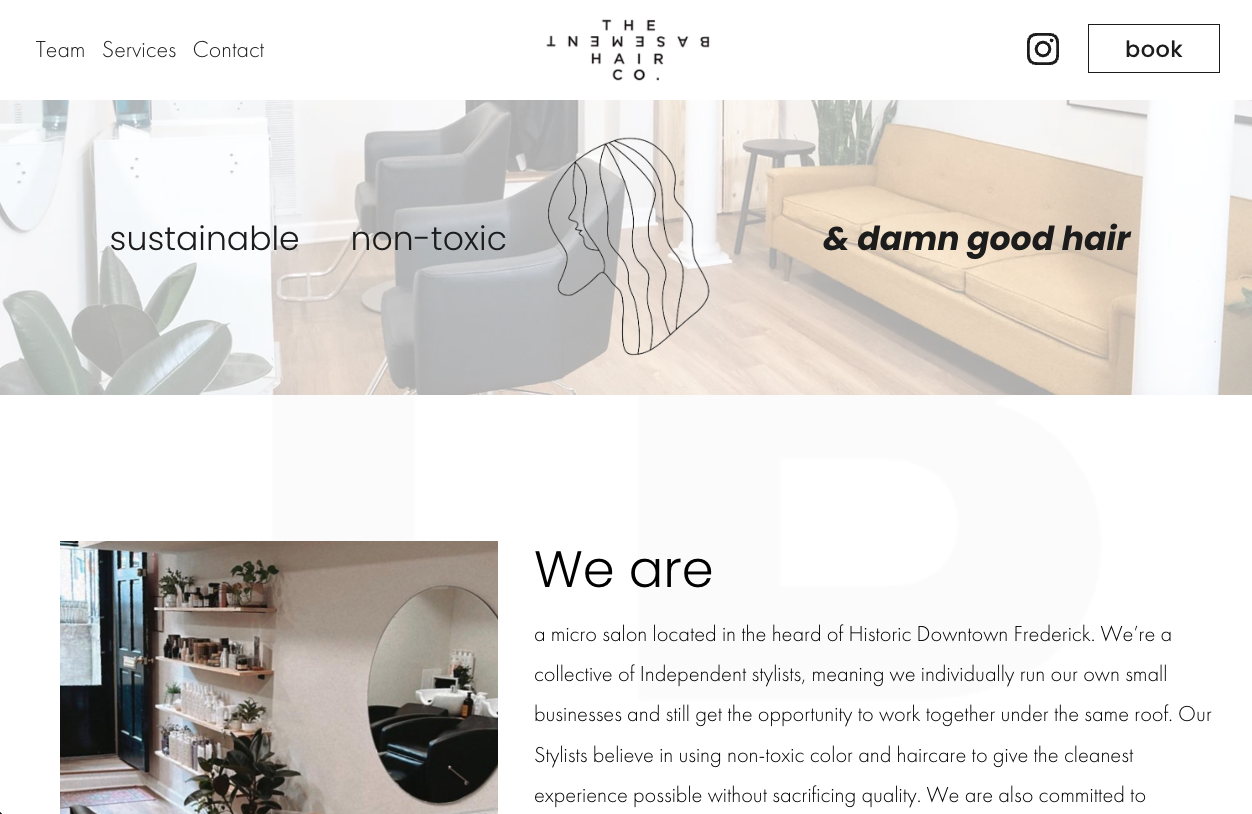 Team Services Contact
THE
BASEMENT
HAIR
CO.
book
sustainable non-toxic & damn good hair
We are
a micro salon located in the heard of Historic Downtown Frederick. We’re a
collective of Independent stylists, meaning we individually run our own small
businesses and still get the opportunity to work together under the same roof. Our
Stylists believe in using non-toxic color and haircare to give the cleanest
experience possible without sacrificing quality. We are also committed to